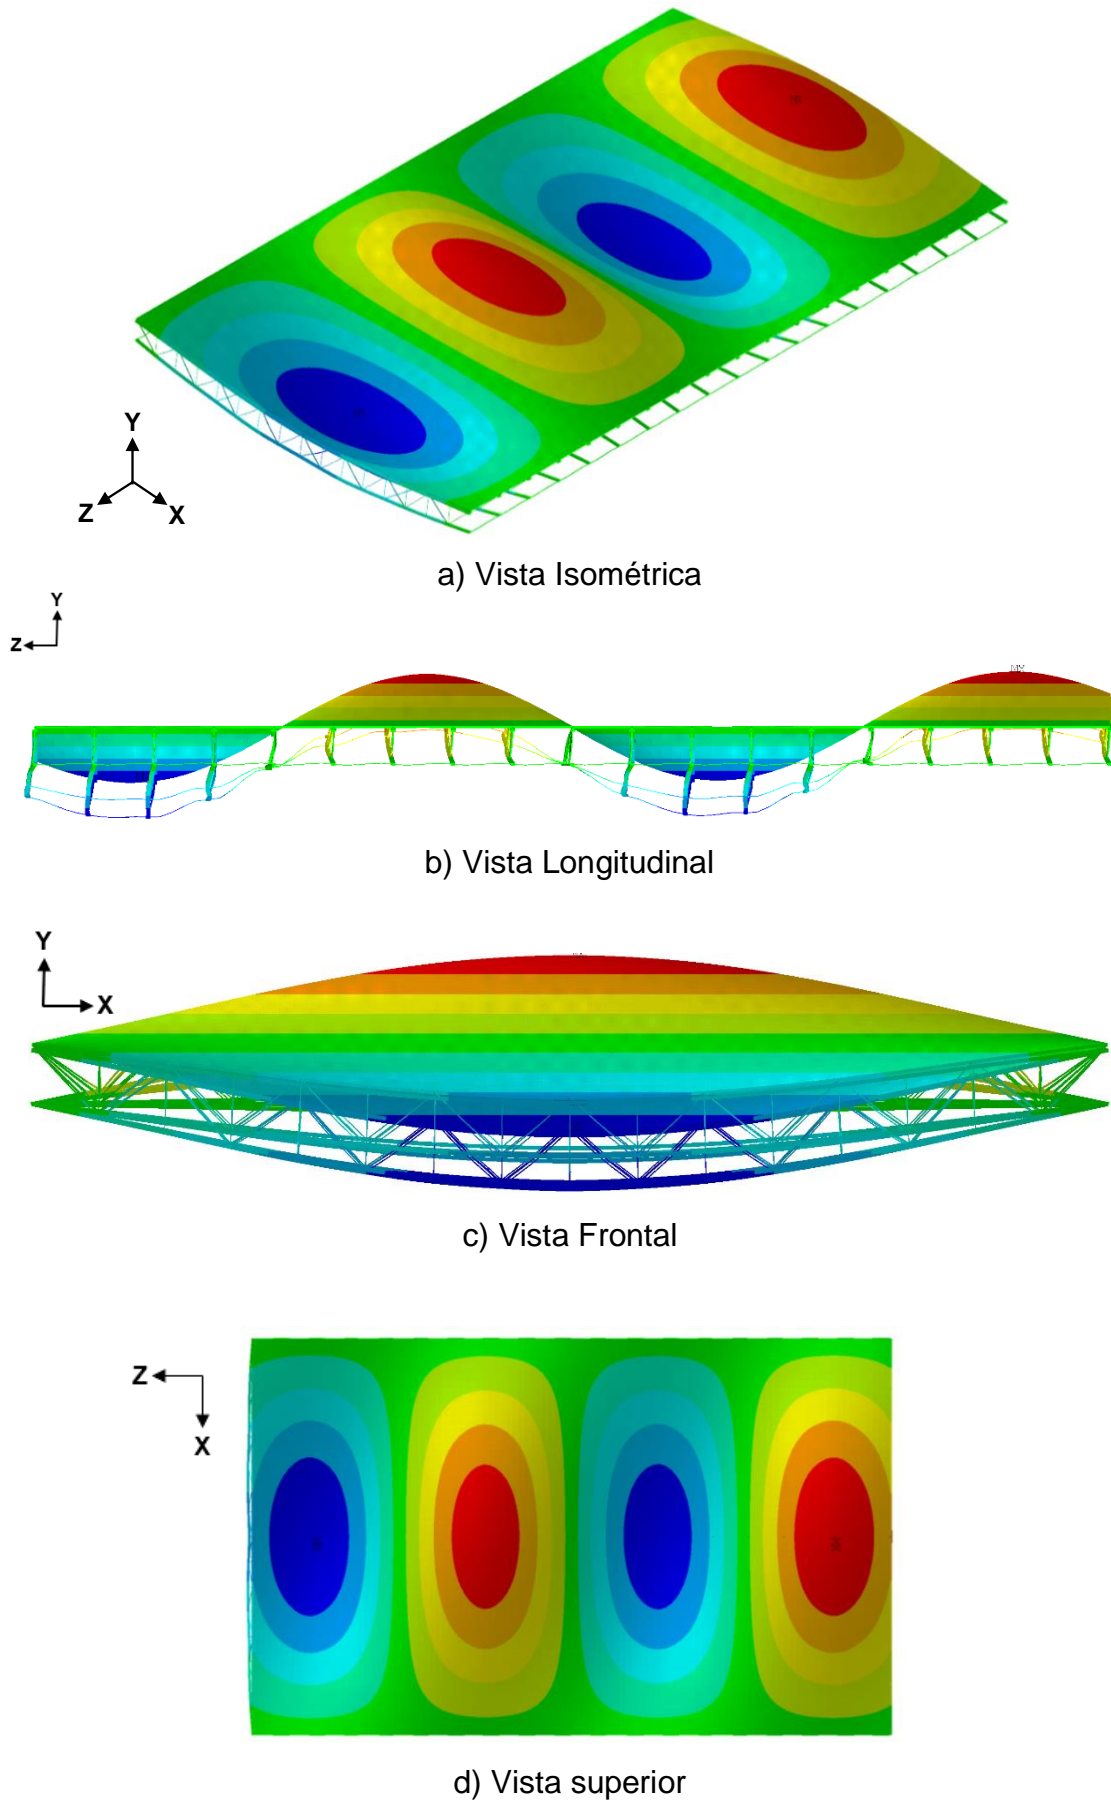 Y
Z
X
a) Vista Isométrica
Y
Z
b) Vista Longitudinal
Y
X
c) Vista Frontal
Z
X
d) Vista superior